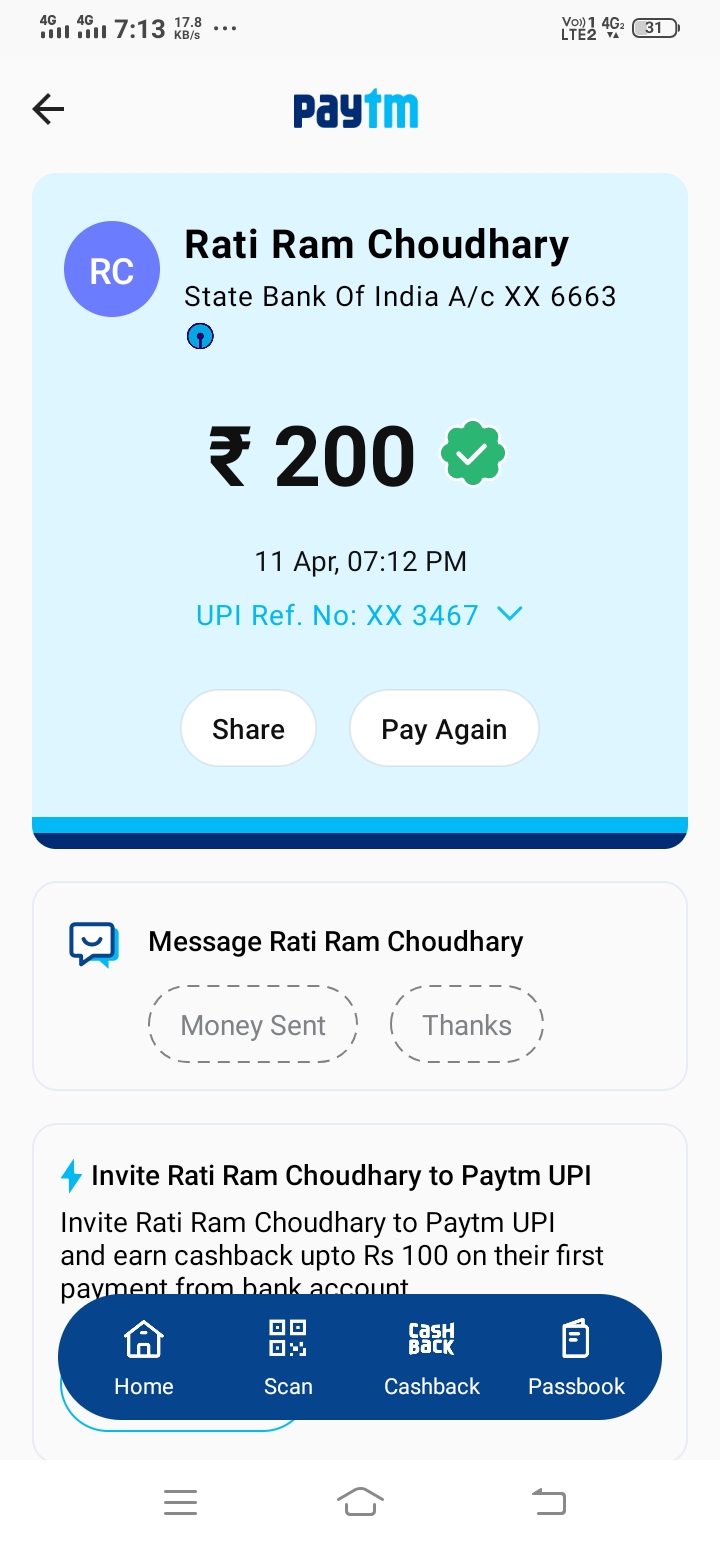 4G 4G 7:13 17.8 KB/s ... Vo)) 1 LTE2 4G2 31
paytm
RC
Rati Ram Choudhary
State Bank Of India A/c XX 6663
₹ 200
11 Apr, 07:12 PM
UPI Ref. No: XX 3467
Share Pay Again
Message Rati Ram Choudhary
Money Sent Thanks
Invite Rati Ram Choudhary to Paytm UPI
Invite Rati Ram Choudhary to Paytm UPI
and earn cashback upto Rs 100 on their first
payment from bank account
CASH BACK
Home Scan Cashback Passbook